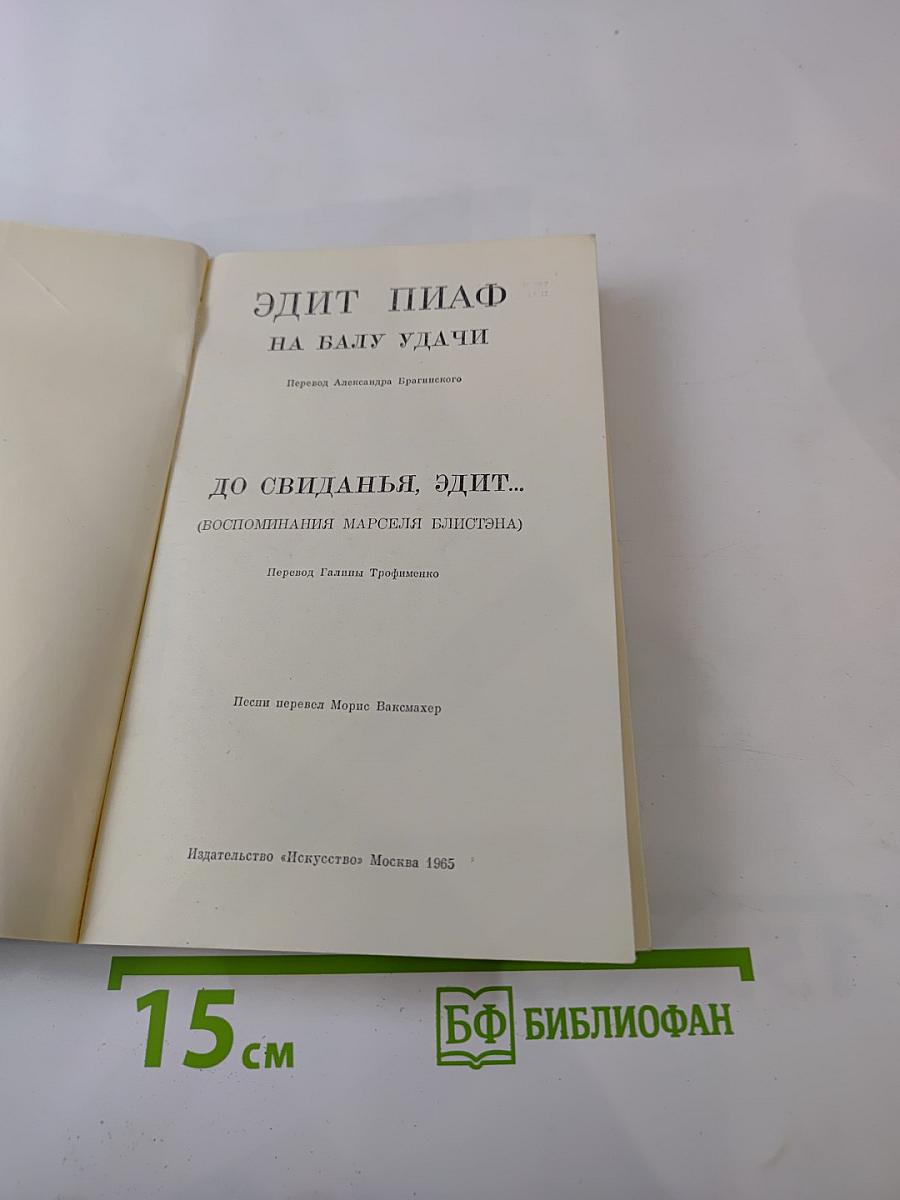 ЭДИТ ПИАФ
НА БАЛУ УДАЧИ
Перевод Александра Брагинского
ДО СВИДАНЬЯ, ЭДИТ...
(ВОСПОМИНАНИЯ МАРСЕЛЯ БЛИСТЭНА)
Перевод Галины Трофименко
Песни перевел Морис Ваксмахер
Издательство «Искусство» Москва 1965
15 см
БФ БИБЛИОФАН